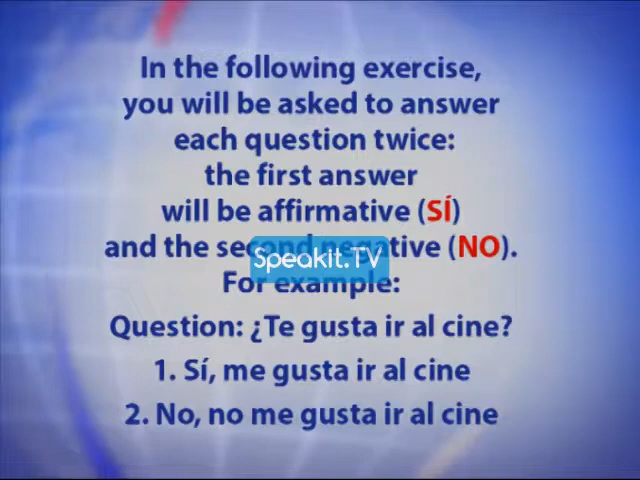 In the following exercise,
you will be asked to answer
each question twice:
the first answer
will be affirmative (SÍ)
and the second negative (NO).
Speakit.TV
For example:
Question: ¿Te gusta ir al cine?
1. Sí, me gusta ir al cine
2. No, no me gusta ir al cine